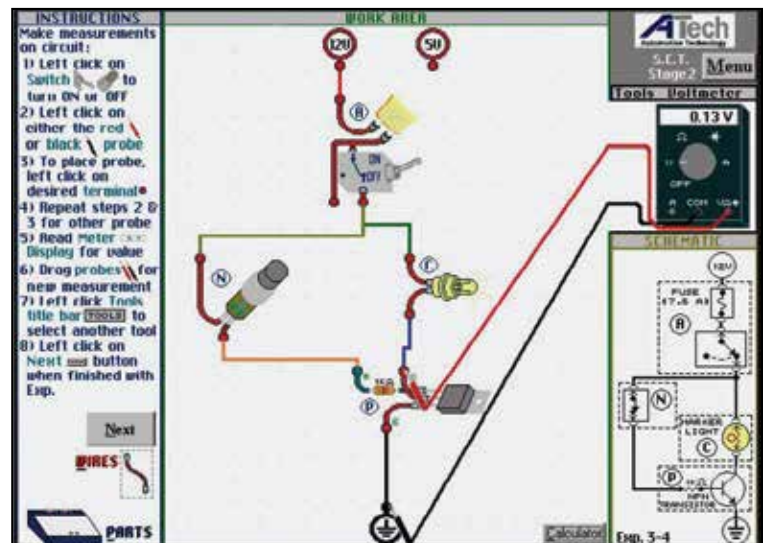 INSTRUCTIONS
Make measurements
on circuit:
1) Left click on
Switch to
turn ON or OFF
2) Left click on
either the red
or black probe
3) To place probe,
left click on
desired terminal
4) Repeat steps 2 &
3 for other probe
5) Read Meter
Display for value
6) Drag probes for
new measurement
7) Left click Tools
title bar TOOLS to
select another tool
8) Left click on
Next button
when finished with
Exp.
Next
WIRES
PARTS
WORK AREA
12V
5V
A
ON
OFF
N
C
P
Calculator
ATech
Automotive Technology
S.C.T.
Stage2
Menu
Tools Voltmeter
0.13 V
OFF
COM
SCHEMATIC
12V
FUSE
(7.5 A)
A
N
MARKER
LIGHT
C
P
NPN
TRANSISTOR
Exp. 3-4